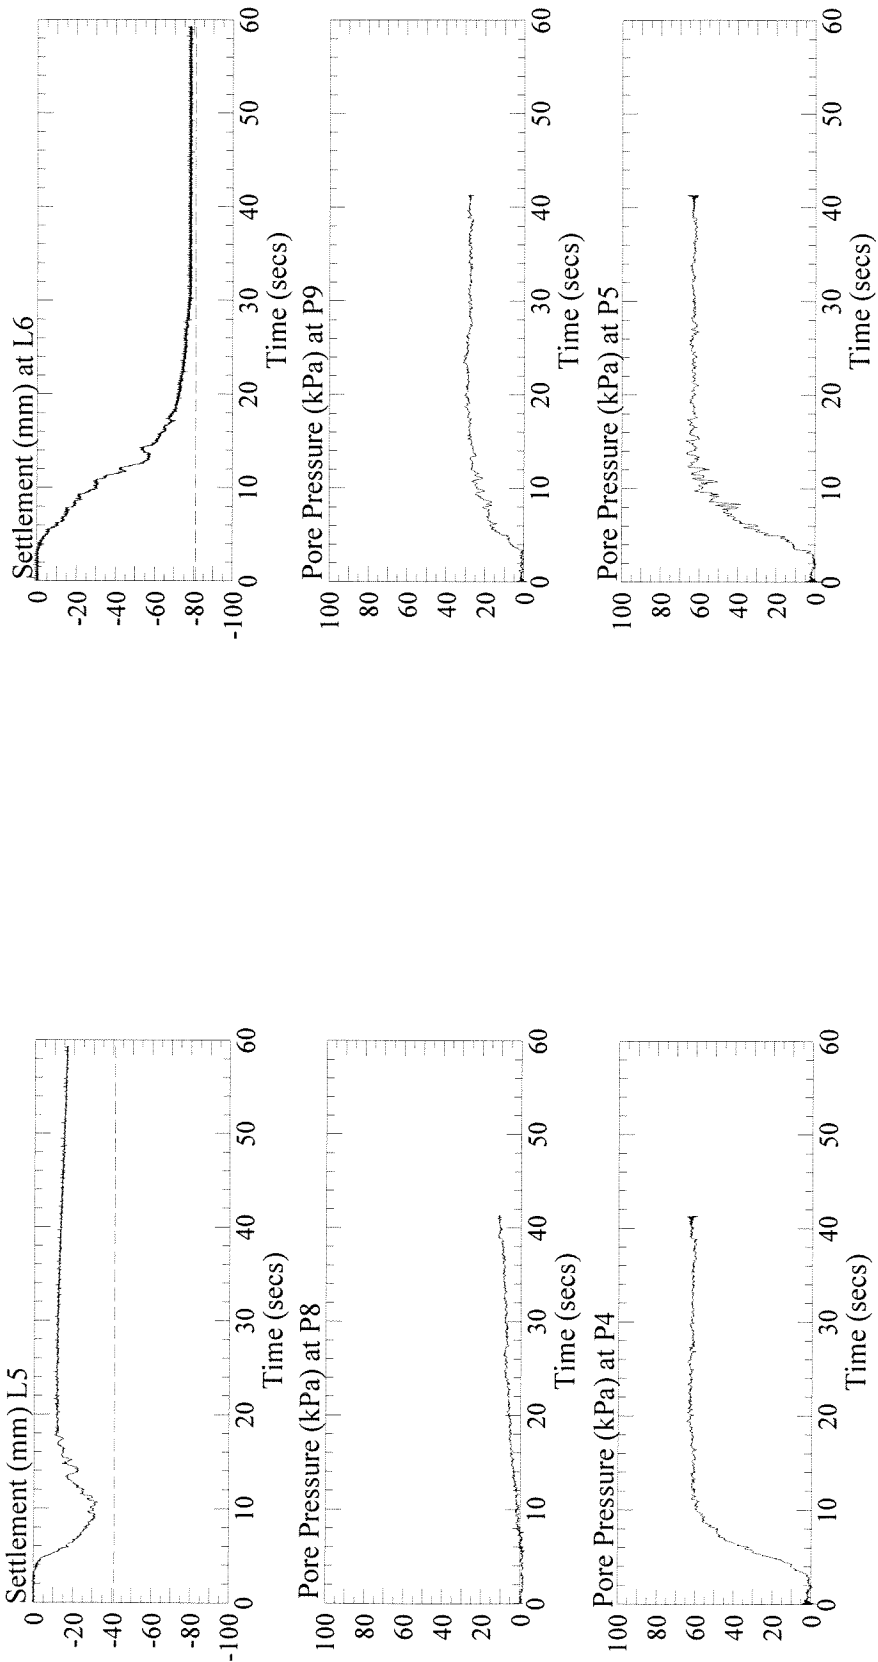 Settlement (mm) L5
0
-20
-40
-60
-80
-100
0 10 20 30 40 50 60
Time (secs)
Pore Pressure (kPa) at P8
100
80
60
40
20
0
0 10 20 30 40 50 60
Time (secs)
Pore Pressure (kPa) at P4
100
80
60
40
20
0
0 10 20 30 40 50 60
Time (secs)
Settlement (mm) at L6
0
-20
-40
-60
-80
-100
0 10 20 30 40 50 60
Time (secs)
Pore Pressure (kPa) at P9
100
80
60
40
20
0
0 10 20 30 40 50 60
Time (secs)
Pore Pressure (kPa) at P5
100
80
60
40
20
0
0 10 20 30 40 50 60
Time (secs)